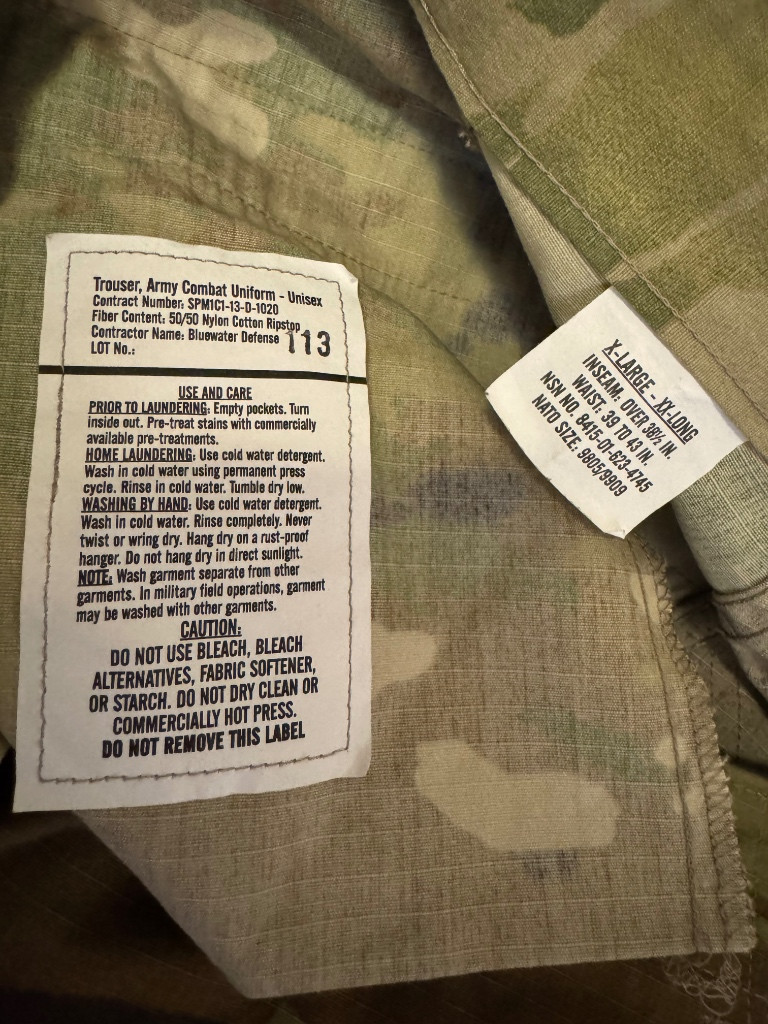 Trouser, Army Combat Uniform - Unisex
Contract Number: SPM1C1-13-D-1020
Fiber Content: 50/50 Nylon Cotton Ripstop
Contractor Name: Bluewater Defense
LOT No.: 113
USE AND CARE
PRIOR TO LAUNDERING: Empty pockets. Turn
inside out. Pre-treat stains with commercially
available pre-treatments.
HOME LAUNDERING: Use cold water detergent.
Wash in cold water using permanent press
cycle. Rinse in cold water. Tumble dry low.
WASHING BY HAND: Use cold water detergent.
Wash in cold water. Rinse completely. Never
twist or wring dry. Hang dry on a rust-proof
hanger. Do not hang dry in direct sunlight.
NOTE: Wash garment separate from other
garments. In military field operations, garment
may be washed with other garments.
CAUTION:
DO NOT USE BLEACH, BLEACH
ALTERNATIVES, FABRIC SOFTENER,
OR STARCH. DO NOT DRY CLEAN OR
COMMERCIALLY HOT PRESS.
DO NOT REMOVE THIS LABEL
X-LARGE - XX-LONG
INSEAM: OVER 38½ IN.
WAIST: 39 TO 43 IN.
NSN NO. 8415-01-623-4745
NATO SIZE: 9805/9909